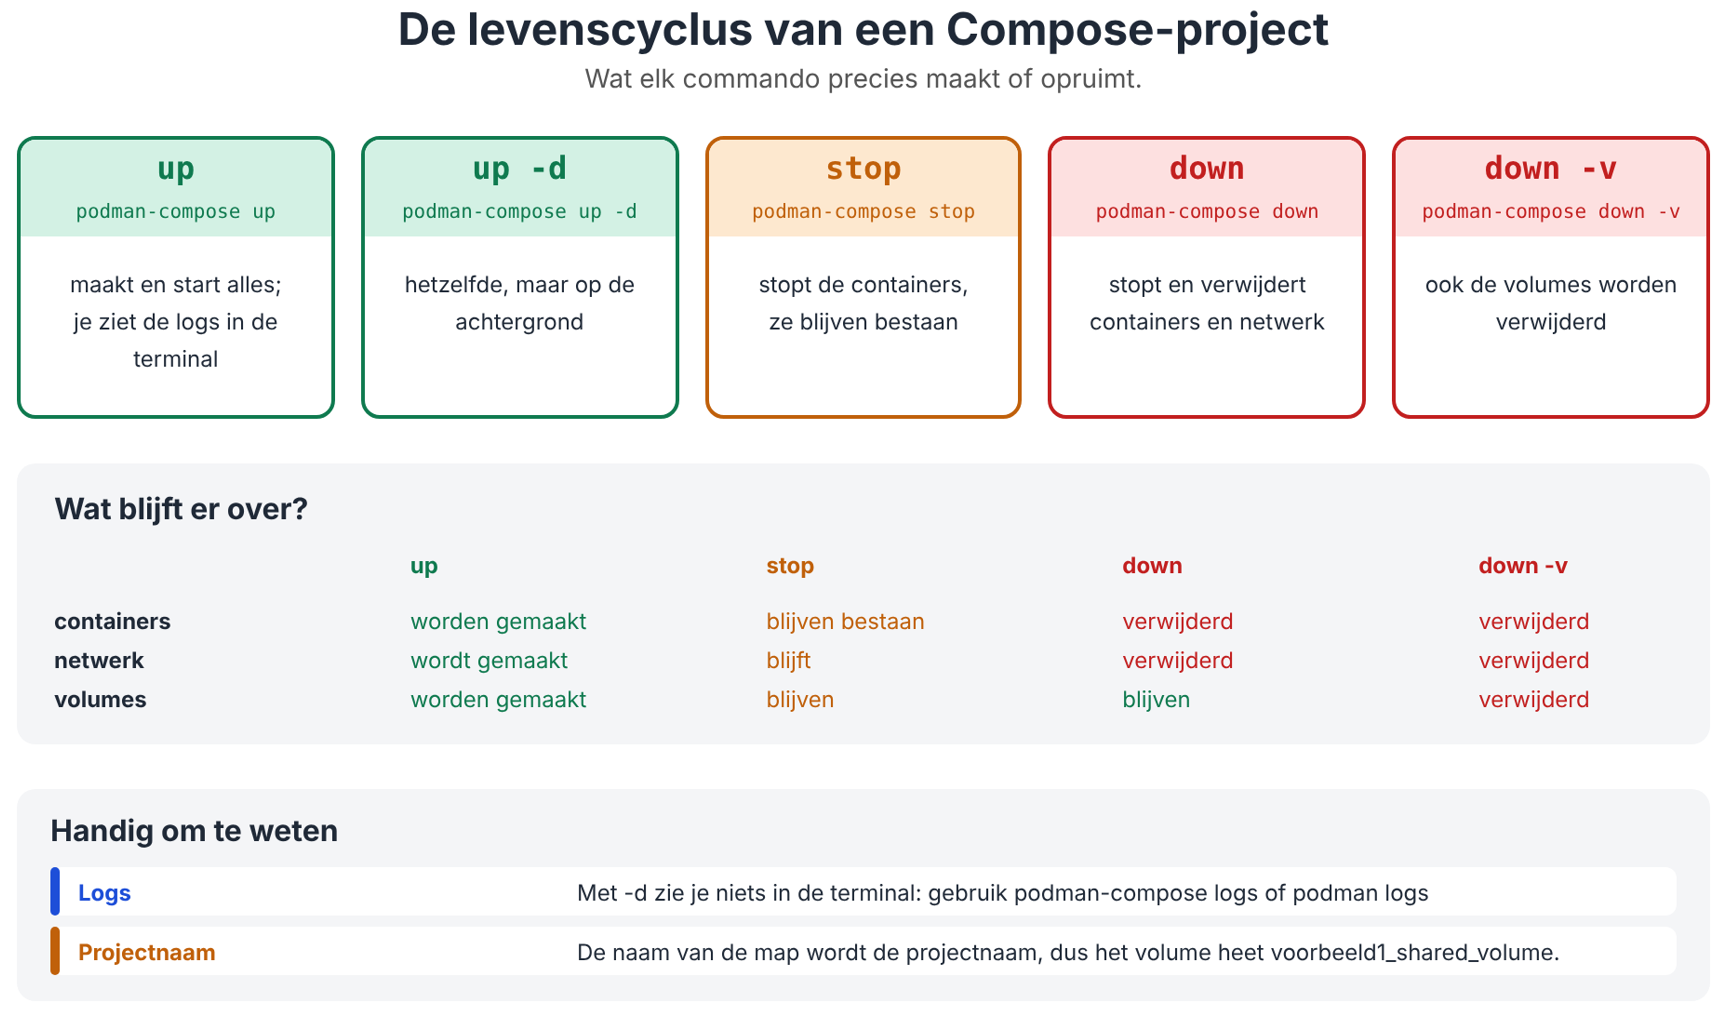 De levenscyclus van een Compose-project
Wat elk commando precies maakt of opruimt.
up
podman-compose up
maakt en start alles;
je ziet de logs in de
terminal
up -d
podman-compose up -d
hetzelfde, maar op de
achtergrond
stop
podman-compose stop
stopt de containers,
ze blijven bestaan
down
podman-compose down
stopt en verwijdert
containers en netwerk
down -v
podman-compose down -v
ook de volumes worden
verwijderd
Wat blijft er over?
up stop down down -v
containers worden gemaakt blijven bestaan verwijderd verwijderd
netwerk wordt gemaakt blijft verwijderd verwijderd
volumes worden gemaakt blijven blijven verwijderd
Handig om te weten
Logs Met -d zie je niets in de terminal: gebruik podman-compose logs of podman logs
Projectnaam De naam van de map wordt de projectnaam, dus het volume heet voorbeeld1_shared_volume.